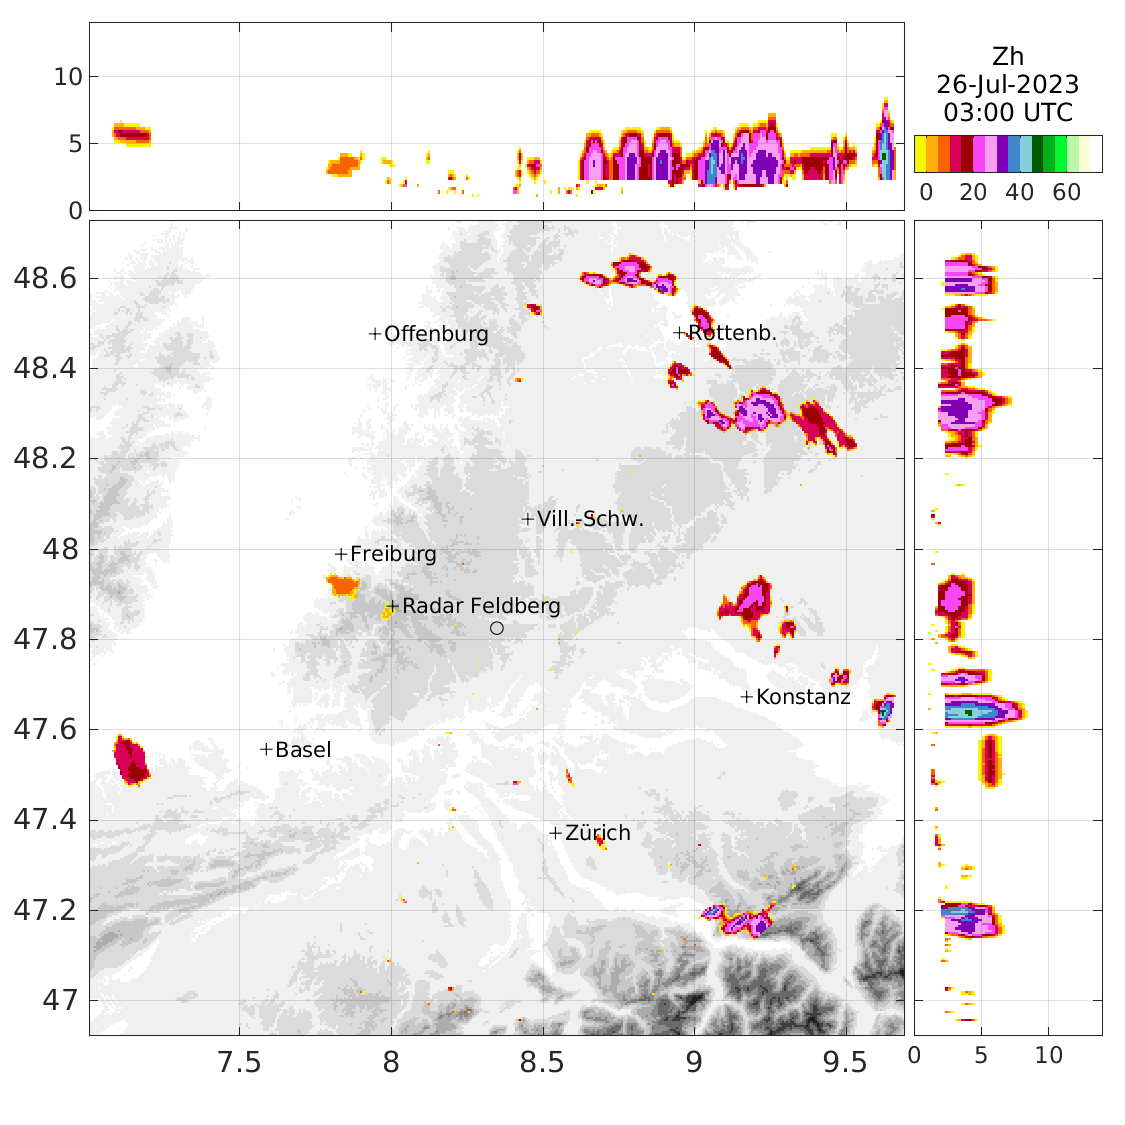 10
5
0
Zh
26-Jul-2023
03:00 UTC
0 20 40 60
48.6
48.4
48.2
48
47.8
47.6
47.4
47.2
47
Offenburg
Rottenb.
Vill.-Schw.
Freiburg
Radar Feldberg
Konstanz
Basel
Zürich
7.5 8 8.5 9 9.5
0 5 10